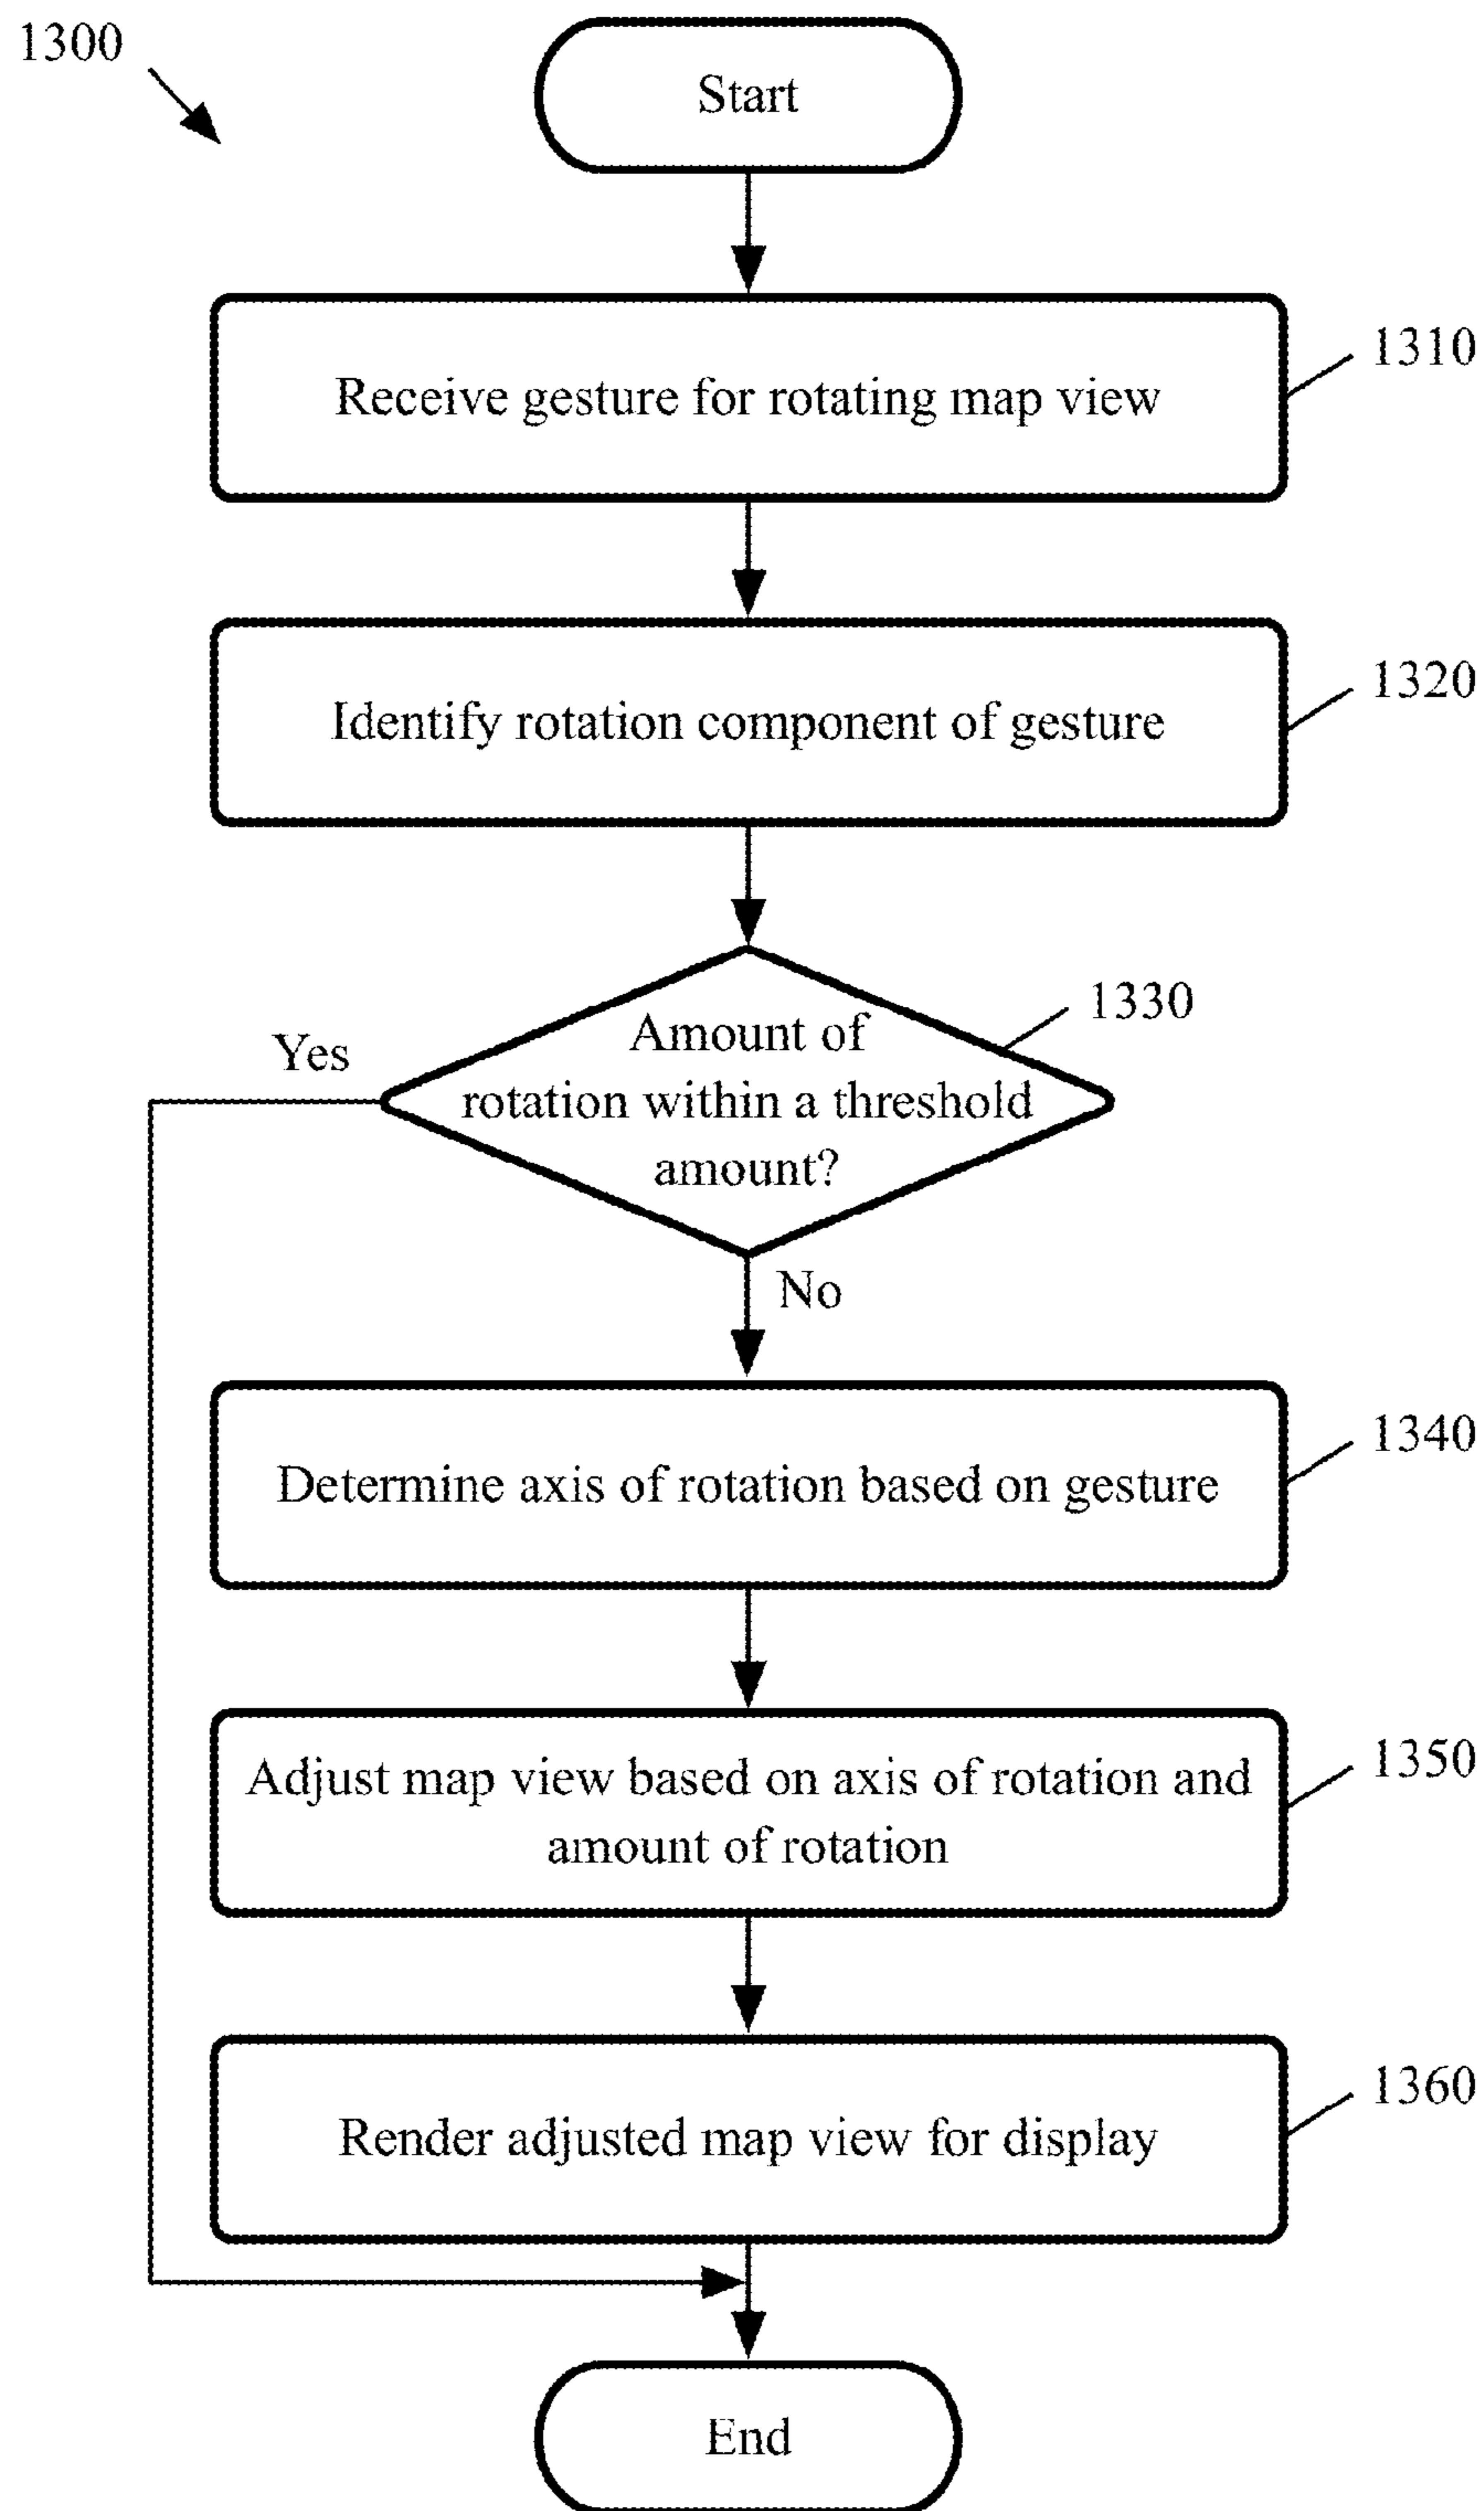 1300
Start
Receive gesture for rotating map view
1310
Identify rotation component of gesture
1320
1330
Yes
Amount of
rotation within a threshold
amount?
No
Determine axis of rotation based on gesture
1340
Adjust map view based on axis of rotation and
amount of rotation
1350
Render adjusted map view for display
1360
End